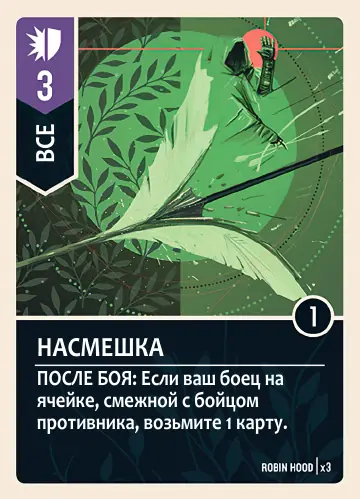 3
ВСЕ
1
НАСМЕШКА
ПОСЛЕ БОЯ: Если ваш боец на
ячейке, смежной с бойцом
противника, возьмите 1 карту.
ROBIN HOOD | x3